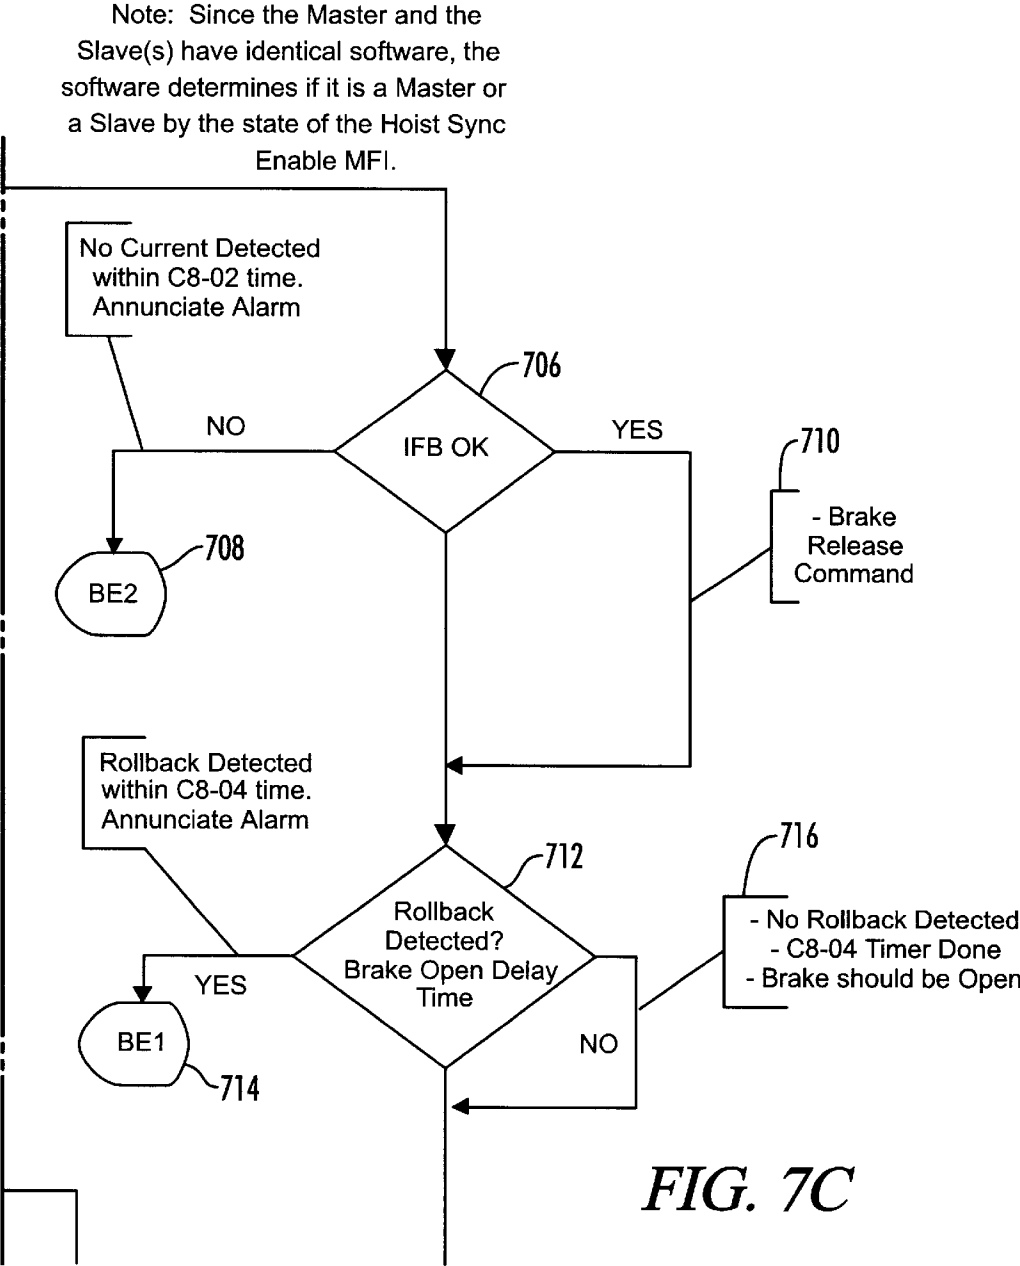 Note: Since the Master and the
Slave(s) have identical software, the
software determines if it is a Master or
a Slave by the state of the Hoist Sync
Enable MFI.
No Current Detected
within C8-02 time.
Annunciate Alarm
706
NO
IFB OK
YES
710
- Brake
Release
Command
708
BE2
Rollback Detected
within C8-04 time.
Annunciate Alarm
712
716
Rollback
Detected?
Brake Open Delay
Time
- No Rollback Detected
- C8-04 Timer Done
- Brake should be Open
YES
BE1
NO
714
FIG. 7C